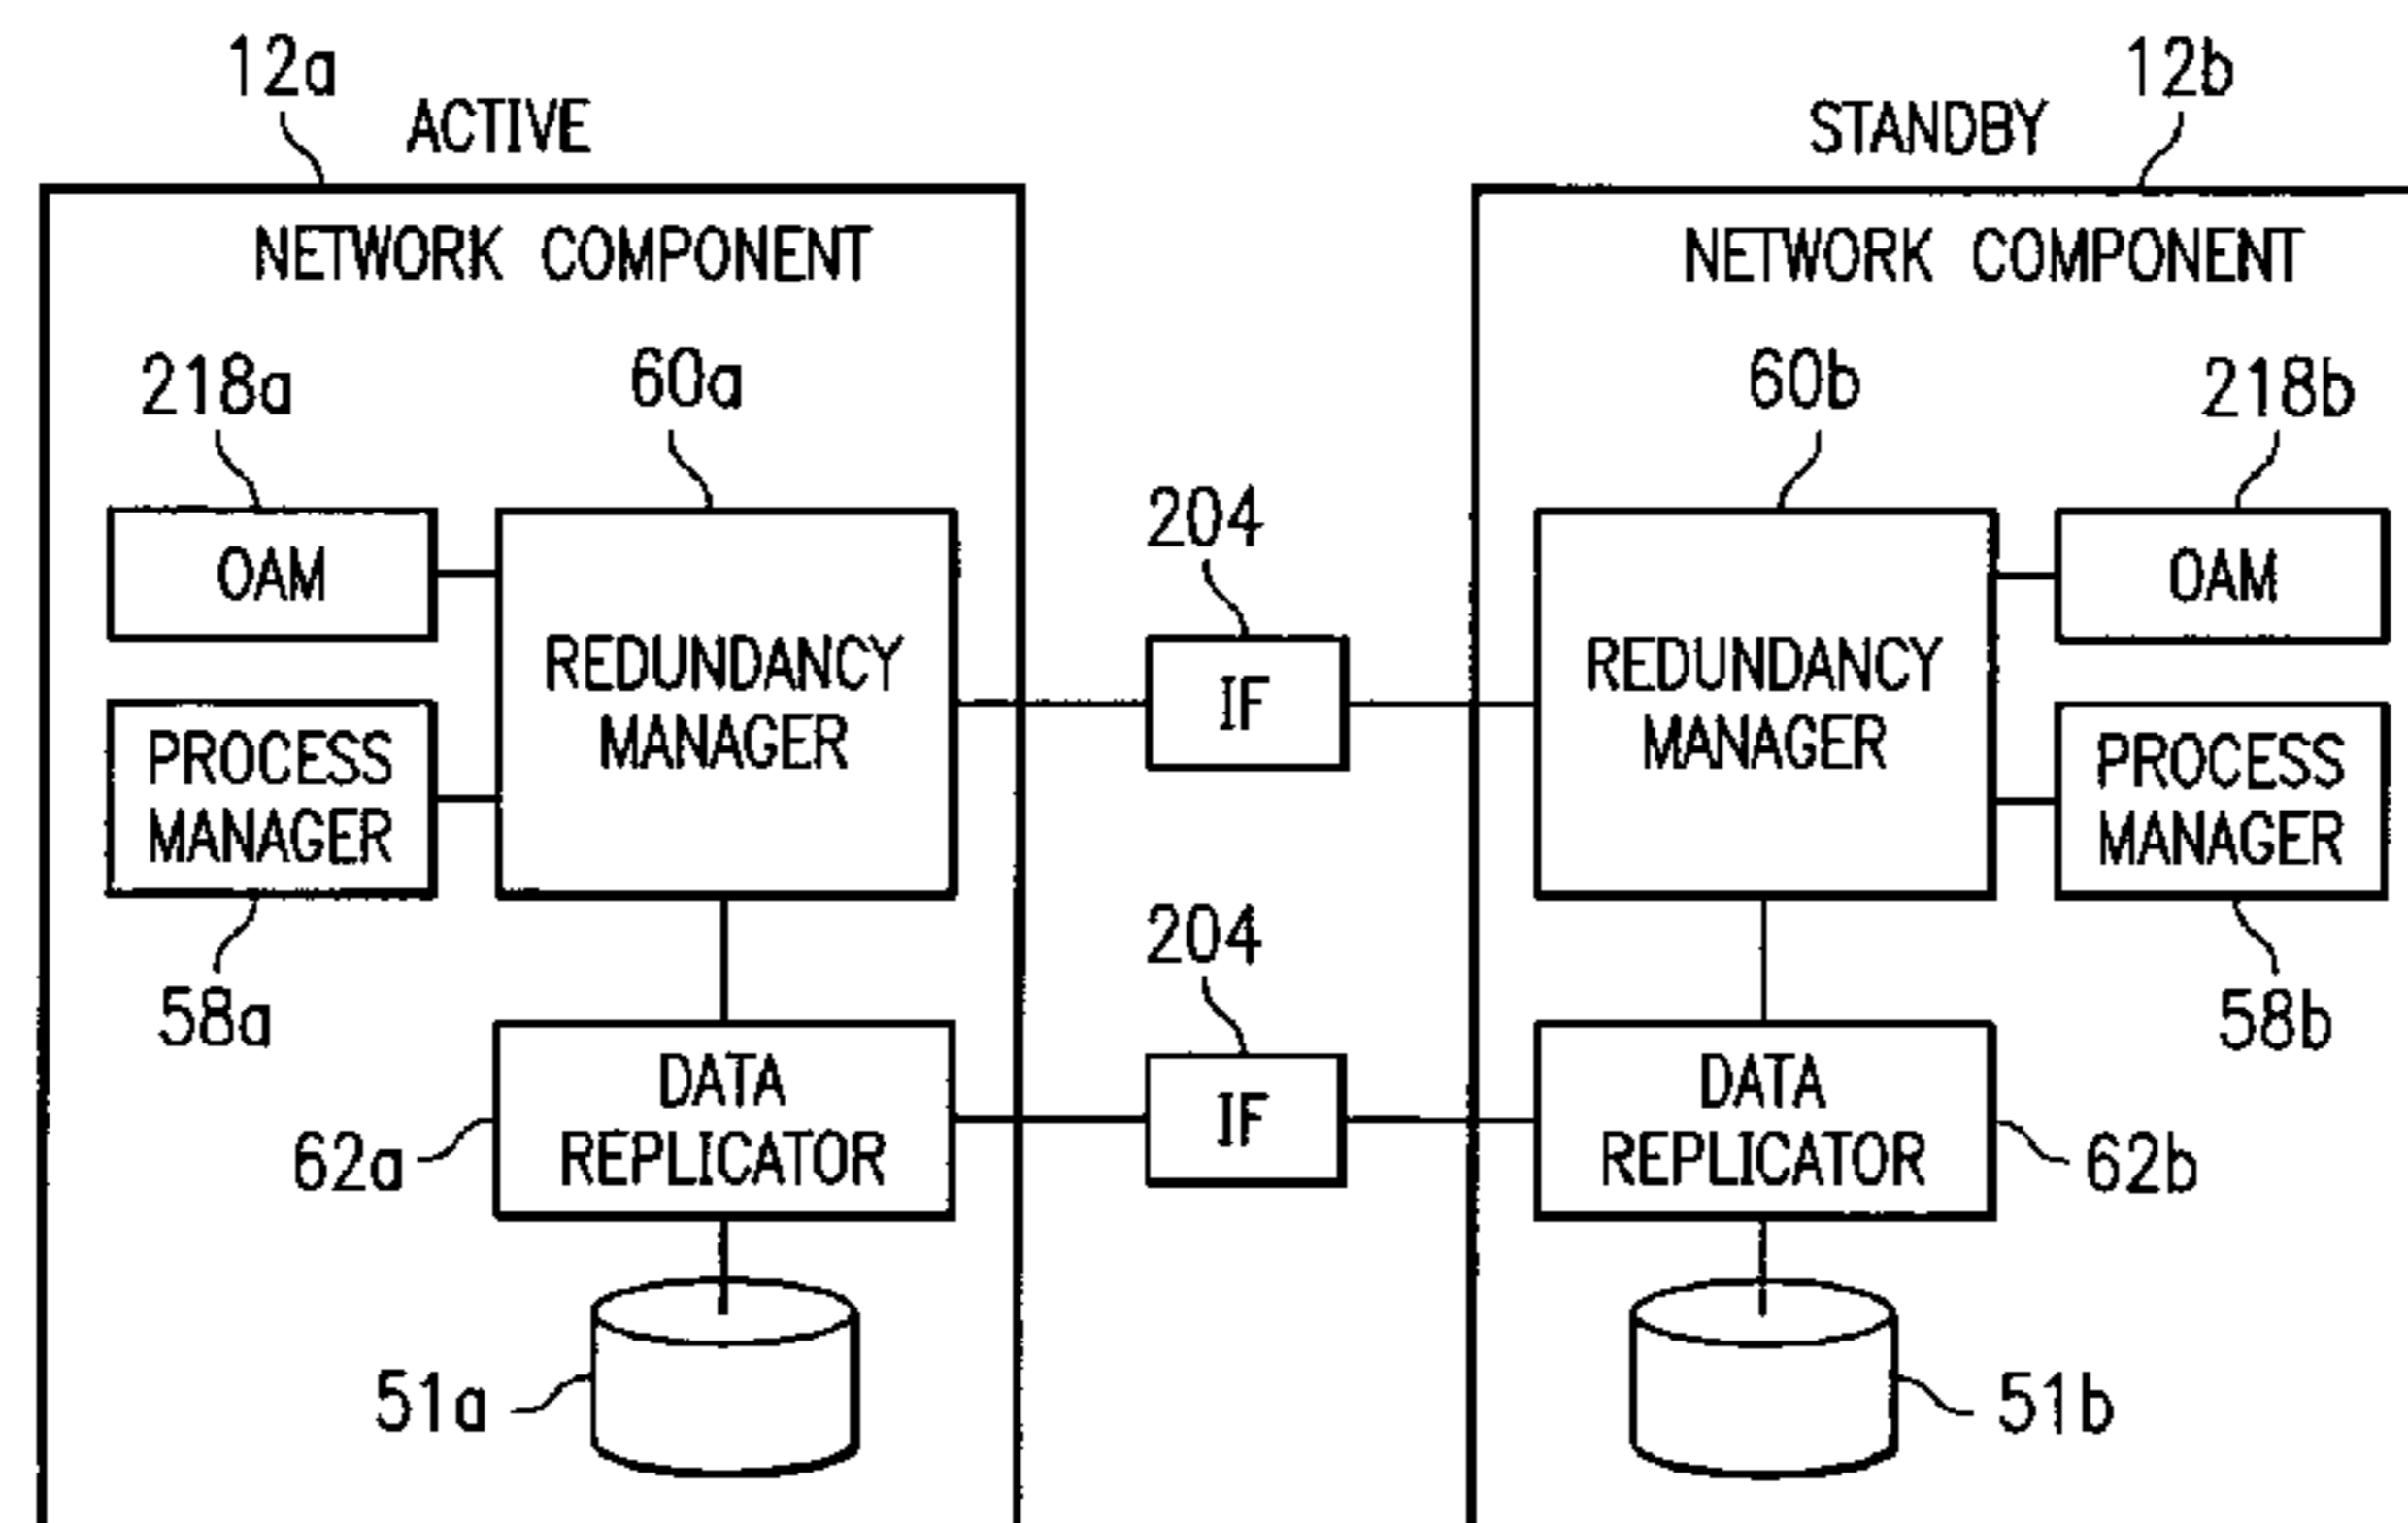 12a
ACTIVE
12b
STANDBY
NETWORK COMPONENT
NETWORK COMPONENT
218a
60a
60b
218b
204
OAM
REDUNDANCY
MANAGER
IF
REDUNDANCY
MANAGER
OAM
PROCESS
MANAGER
PROCESS
MANAGER
204
58a
58b
DATA
REPLICATOR
IF
DATA
REPLICATOR
62a
62b
51a
51b